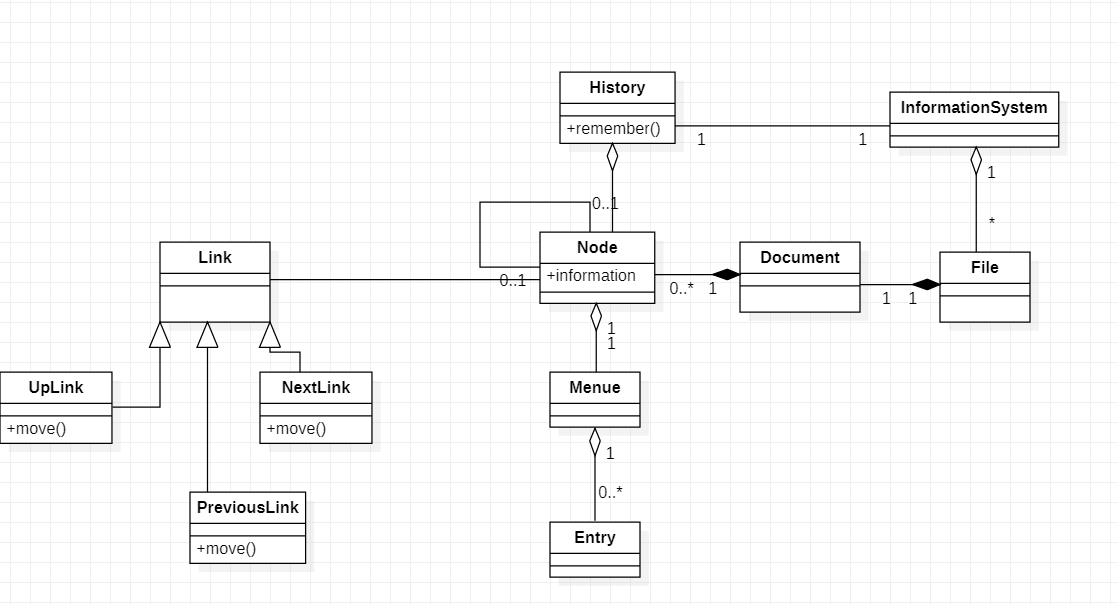 History
+remember()
InformationSystem
1
1
1
*
0..1
Node
+information
0..1
Link
Document
0..*
1
File
1
1
1
1
UpLink
+move()
NextLink
+move()
Menue
1
0..*
PreviousLink
+move()
Entry